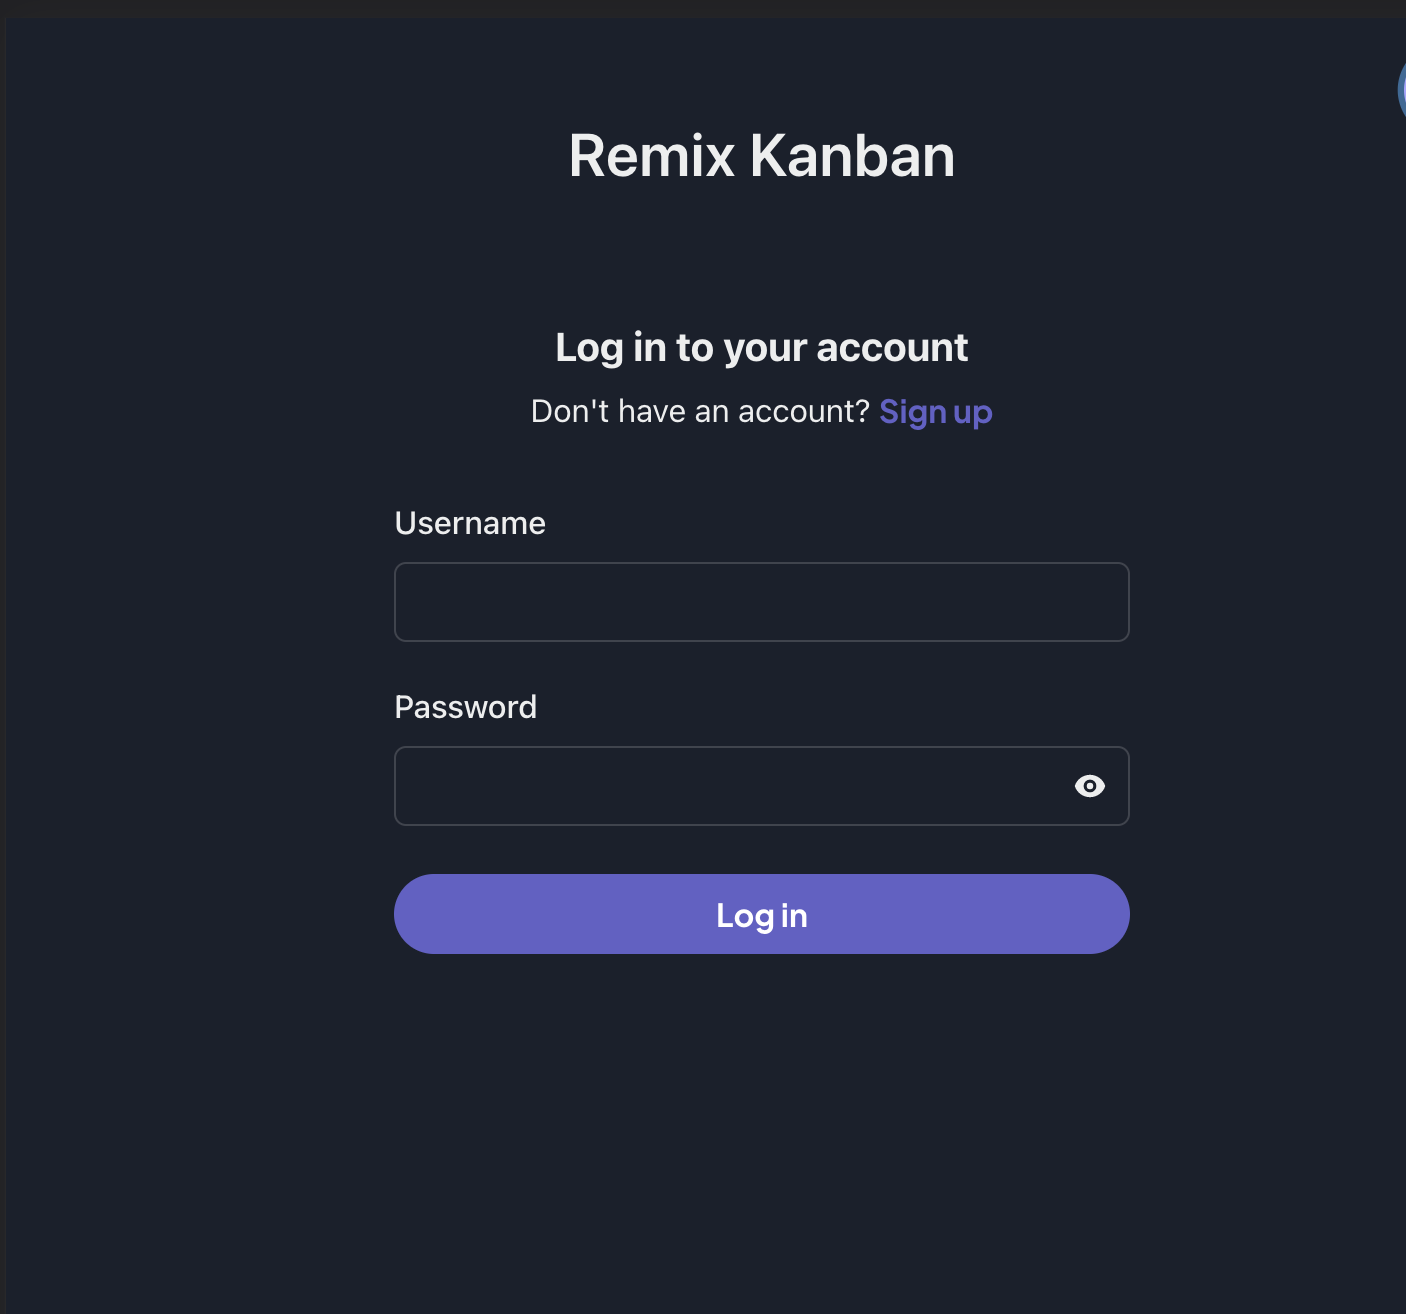 Remix Kanban
Log in to your account
Don't have an account? Sign up
Username
Password
Log in